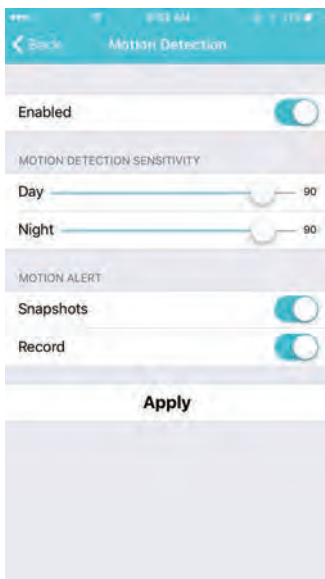 Back Motion Detection
Enabled
MOTION DETECTION SENSITIVITY
Day 90
Night 90
MOTION ALERT
Snapshots
Record
Apply